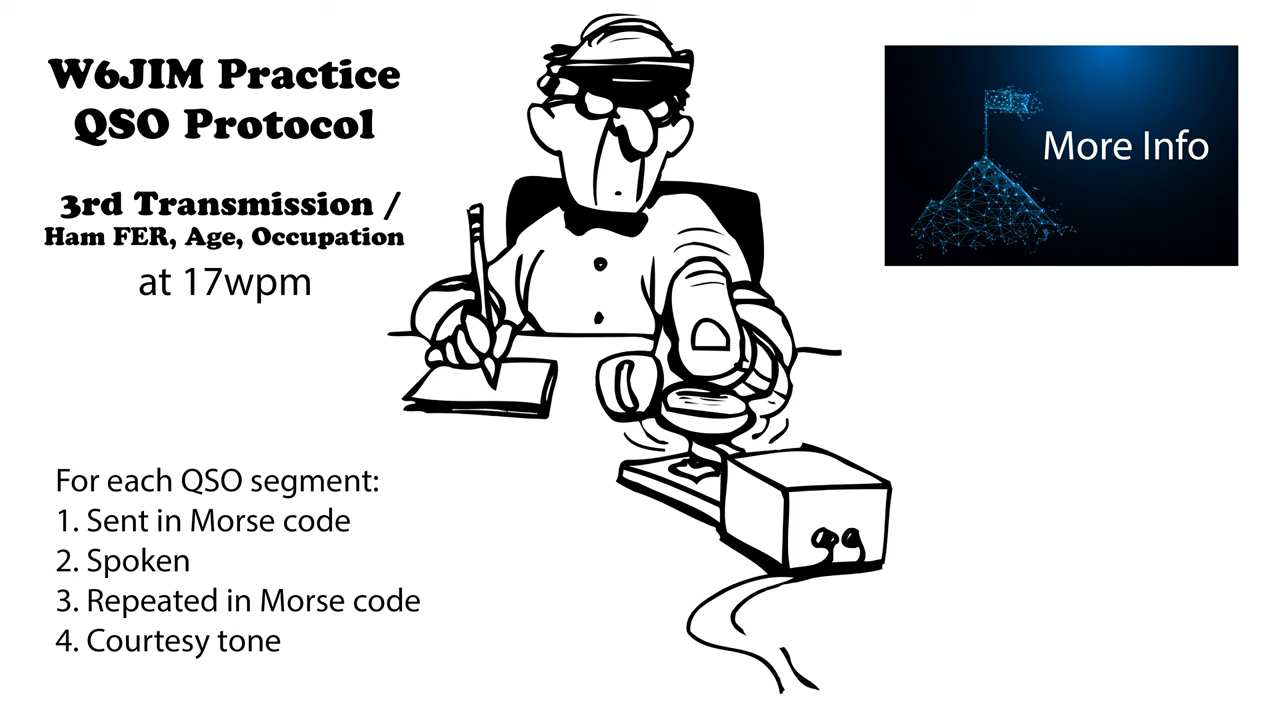 W6JIM Practice
QSO Protocol
3rd Transmission /
Ham FER, Age, Occupation
at 17wpm
More Info
For each QSO segment:
1. Sent in Morse code
2. Spoken
3. Repeated in Morse code
4. Courtesy tone